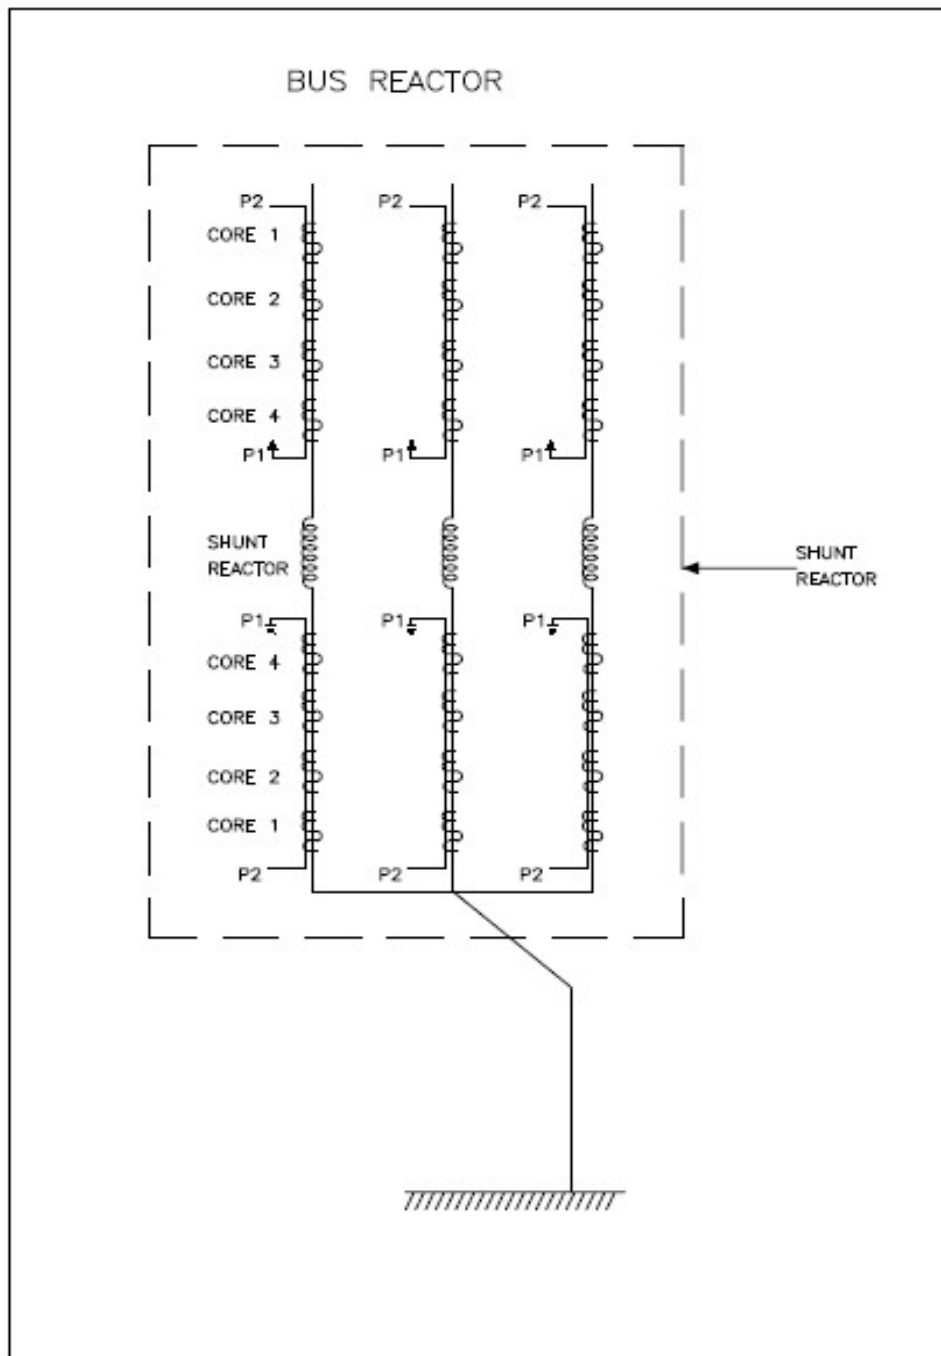 BUS REACTOR
P2 P2 P2
CORE 1
CORE 2
CORE 3
CORE 4
P1 P1 P1
SHUNT
REACTOR
SHUNT
REACTOR
P1 P1 P1
CORE 4
CORE 3
CORE 2
CORE 1
P2 P2 P2